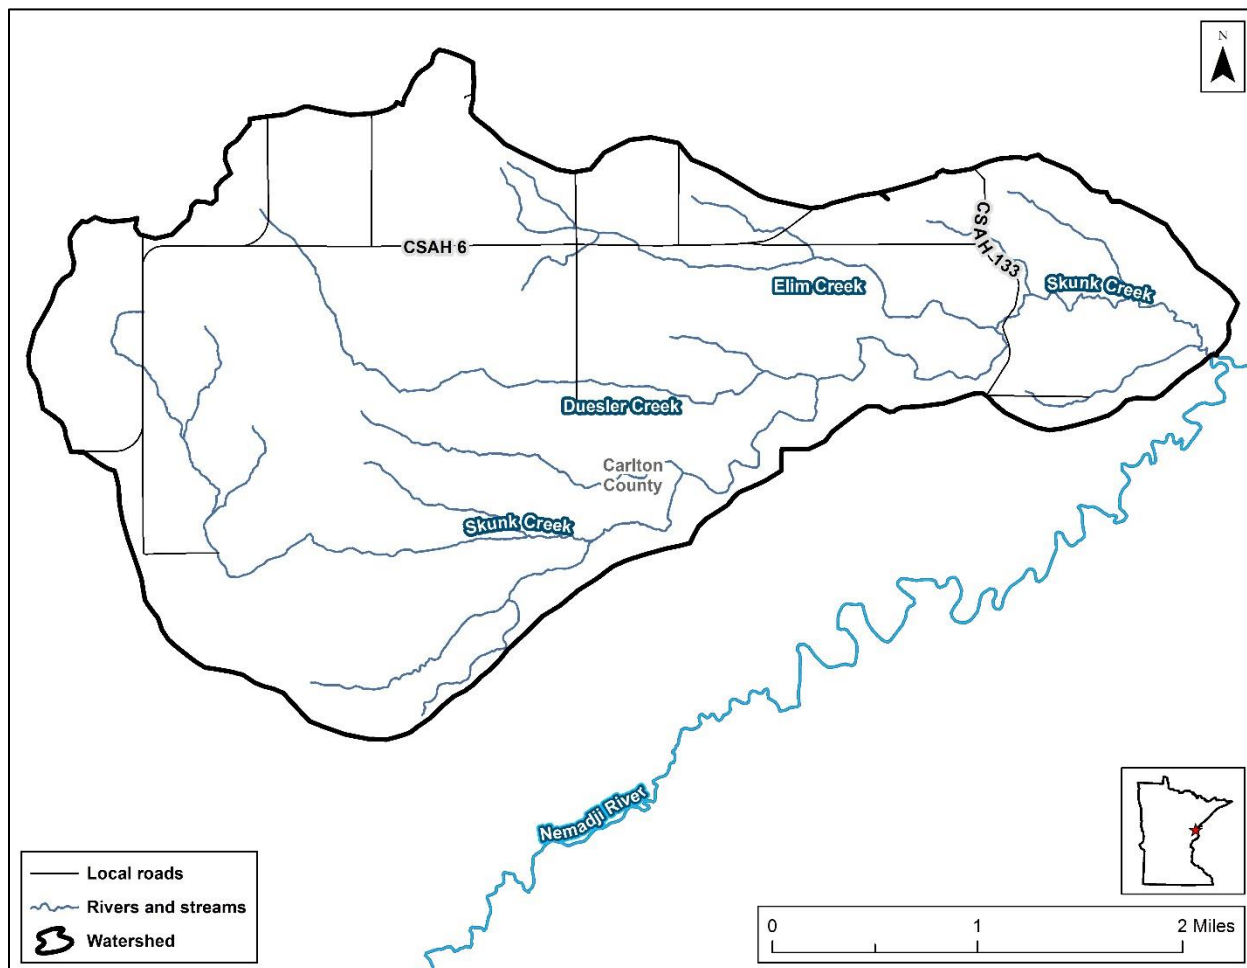 N
CSAH 6
CSAH 133
Skunk Creek
Elim Creek
Duesler Creek
Carlton
County
Skunk Creek
Nemadji River
Local roads
Rivers and streams
Watershed
0 1 2 Miles